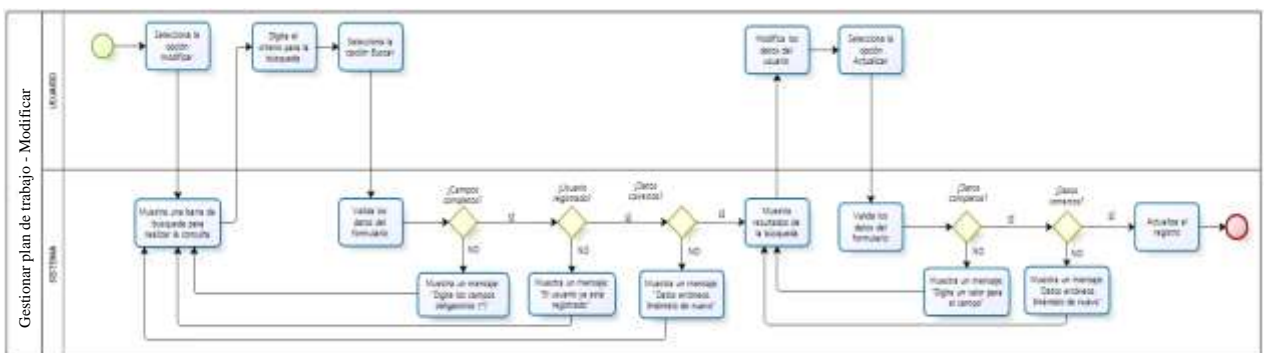 Gestionar plan de trabajo - Modificar
USUARIO
Selecciona la
opción
modificar
Digita el
criterio para la
búsqueda
Selecciona la
opción Buscar
Modifica los
datos del
usuario
Selecciona la
opción
Actualizar
SISTEMA
Muestra una barra de
búsqueda para
realizar la consulta
Valida los
datos del
formulario
¿Campos
completos?
SI
NO
¿Usuario
registrado?
SI
NO
¿Datos
correctos?
SI
NO
Muestra
resultados de
la búsqueda
Valida los
datos del
formulario
¿Datos
completos?
SI
NO
¿Datos
correctos?
SI
NO
Actualiza el
registro
Muestra un mensaje:
"Digite los campos
obligatorios (*)"
Muestra un mensaje:
"El usuario ya está
registrado"
Muestra un mensaje:
"Datos erróneos.
Inténtelo de nuevo"
Muestra un mensaje:
"Digite un valor para
el campo"
Muestra un mensaje:
"Datos erróneos.
Inténtelo de nuevo"